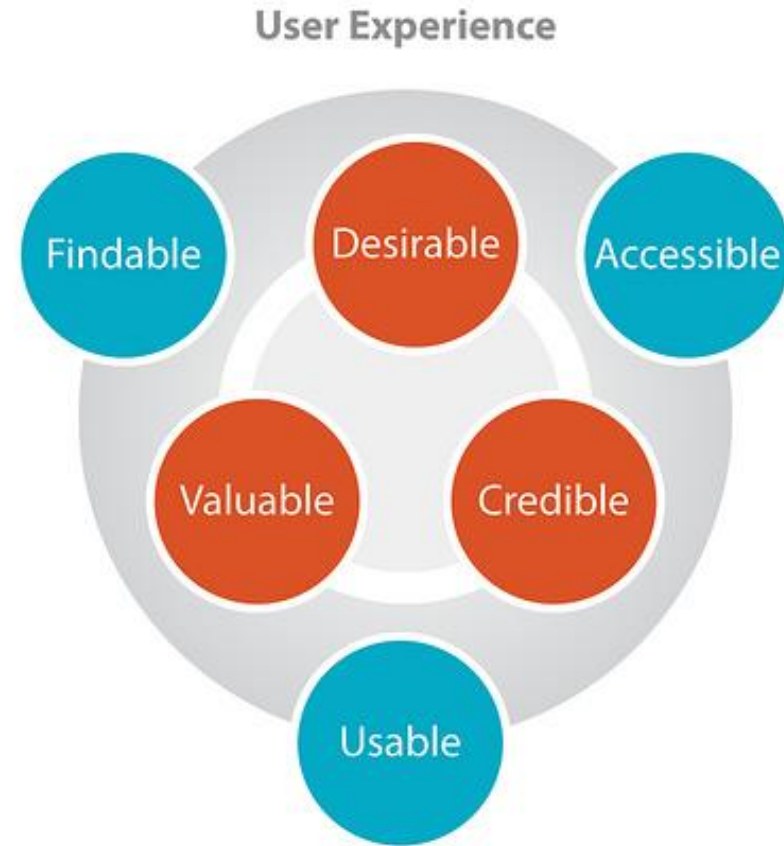 User Experience
Findable
Desirable
Accessible
Valuable
Credible
Usable